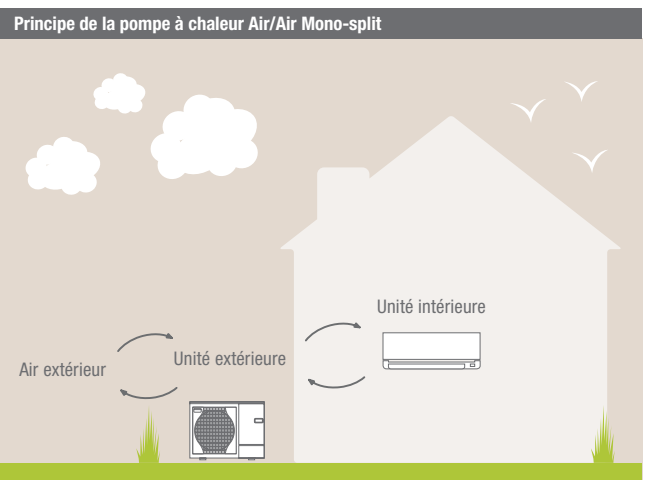 Principe de la pompe à chaleur Air/Air Mono-split
Unité intérieure
Unité extérieure
Air extérieur